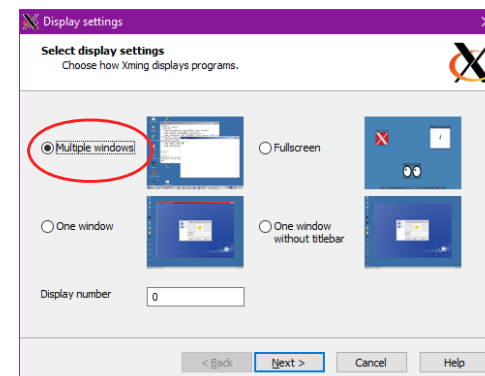 Display settings
Select display settings
Choose how Xming displays programs.
Multiple windows
Fullscreen
One window
One window
without titlebar
Display number
0
< Back
Next >
Cancel
Help